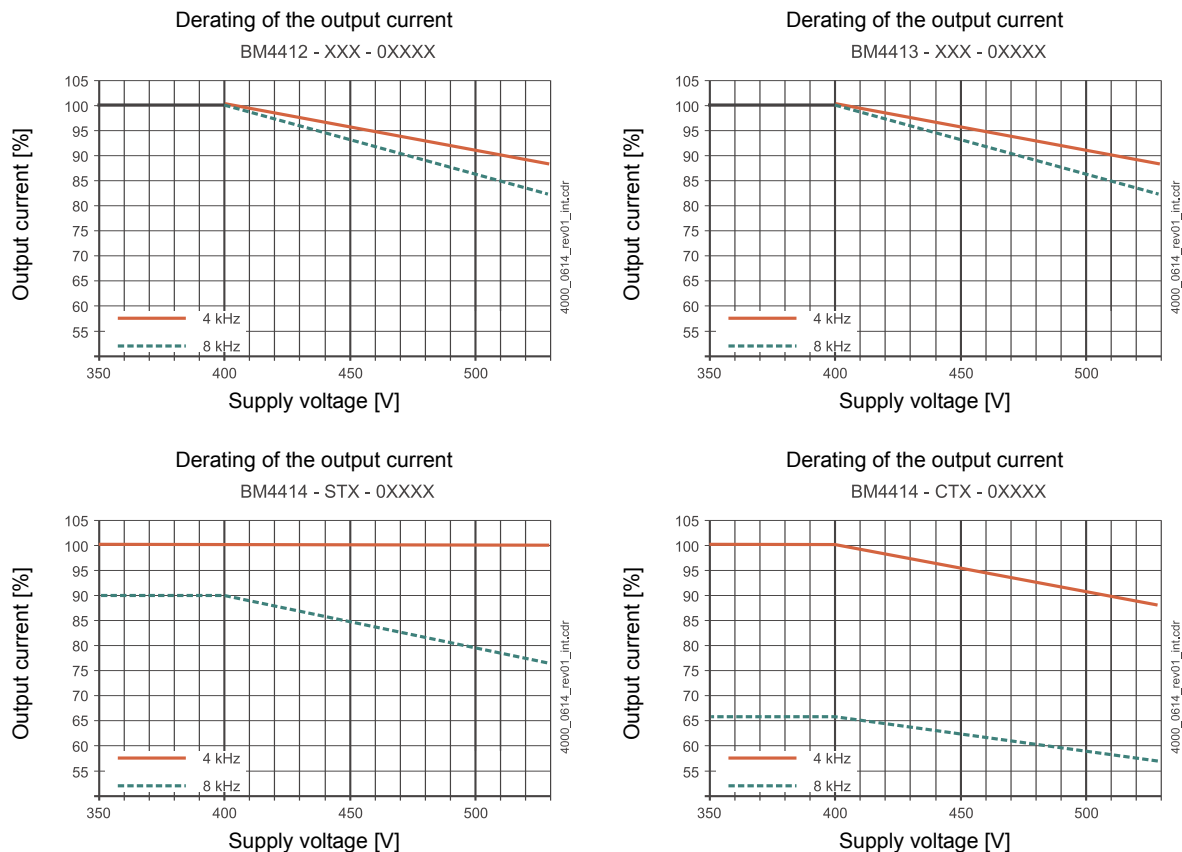 Derating of the output current
BM4412 - XXX - 0XXXX
105
100
95
90
85
80
75
70
65
60
55
Output current [%]
4 kHz
8 kHz
350
400
450
500
Supply voltage [V]
4000_0614_rev01_int.cdr
Derating of the output current
BM4413 - XXX - 0XXXX
105
100
95
90
85
80
75
70
65
60
55
Output current [%]
4 kHz
8 kHz
350
400
450
500
Supply voltage [V]
4000_0614_rev01_int.cdr
Derating of the output current
BM4414 - STX - 0XXXX
105
100
95
90
85
80
75
70
65
60
55
Output current [%]
4 kHz
8 kHz
350
400
450
500
Supply voltage [V]
4000_0614_rev01_int.cdr
Derating of the output current
BM4414 - CTX - 0XXXX
105
100
95
90
85
80
75
70
65
60
55
Output current [%]
4 kHz
8 kHz
350
400
450
500
Supply voltage [V]
4000_0614_rev01_int.cdr